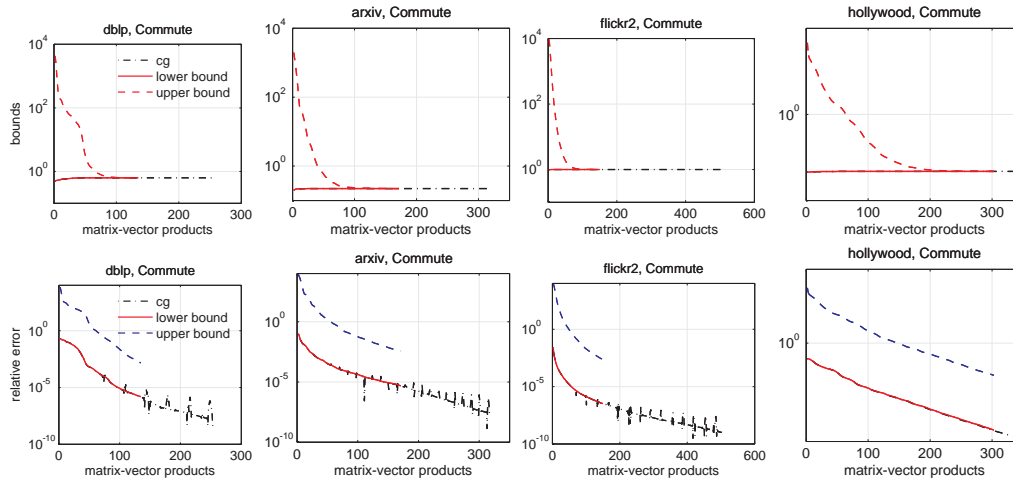 dblp, Commute
bounds
10^4
10^2
10^0
cg
lower bound
upper bound
0 100 200 300
matrix-vector products
arxiv, Commute
10^4
10^2
10^0
0 100 200 300
matrix-vector products
flickr2, Commute
10^4
10^2
10^0
0 200 400 600
matrix-vector products
hollywood, Commute
10^0
0 100 200 300
matrix-vector products
dblp, Commute
relative error
10^0
10^-5
10^-10
cg
lower bound
upper bound
0 100 200 300
matrix-vector products
arxiv, Commute
10^0
10^-5
10^-10
0 100 200 300
matrix-vector products
flickr2, Commute
10^0
10^-5
10^-10
0 200 400 600
matrix-vector products
hollywood, Commute
10^0
0 100 200 300
matrix-vector products